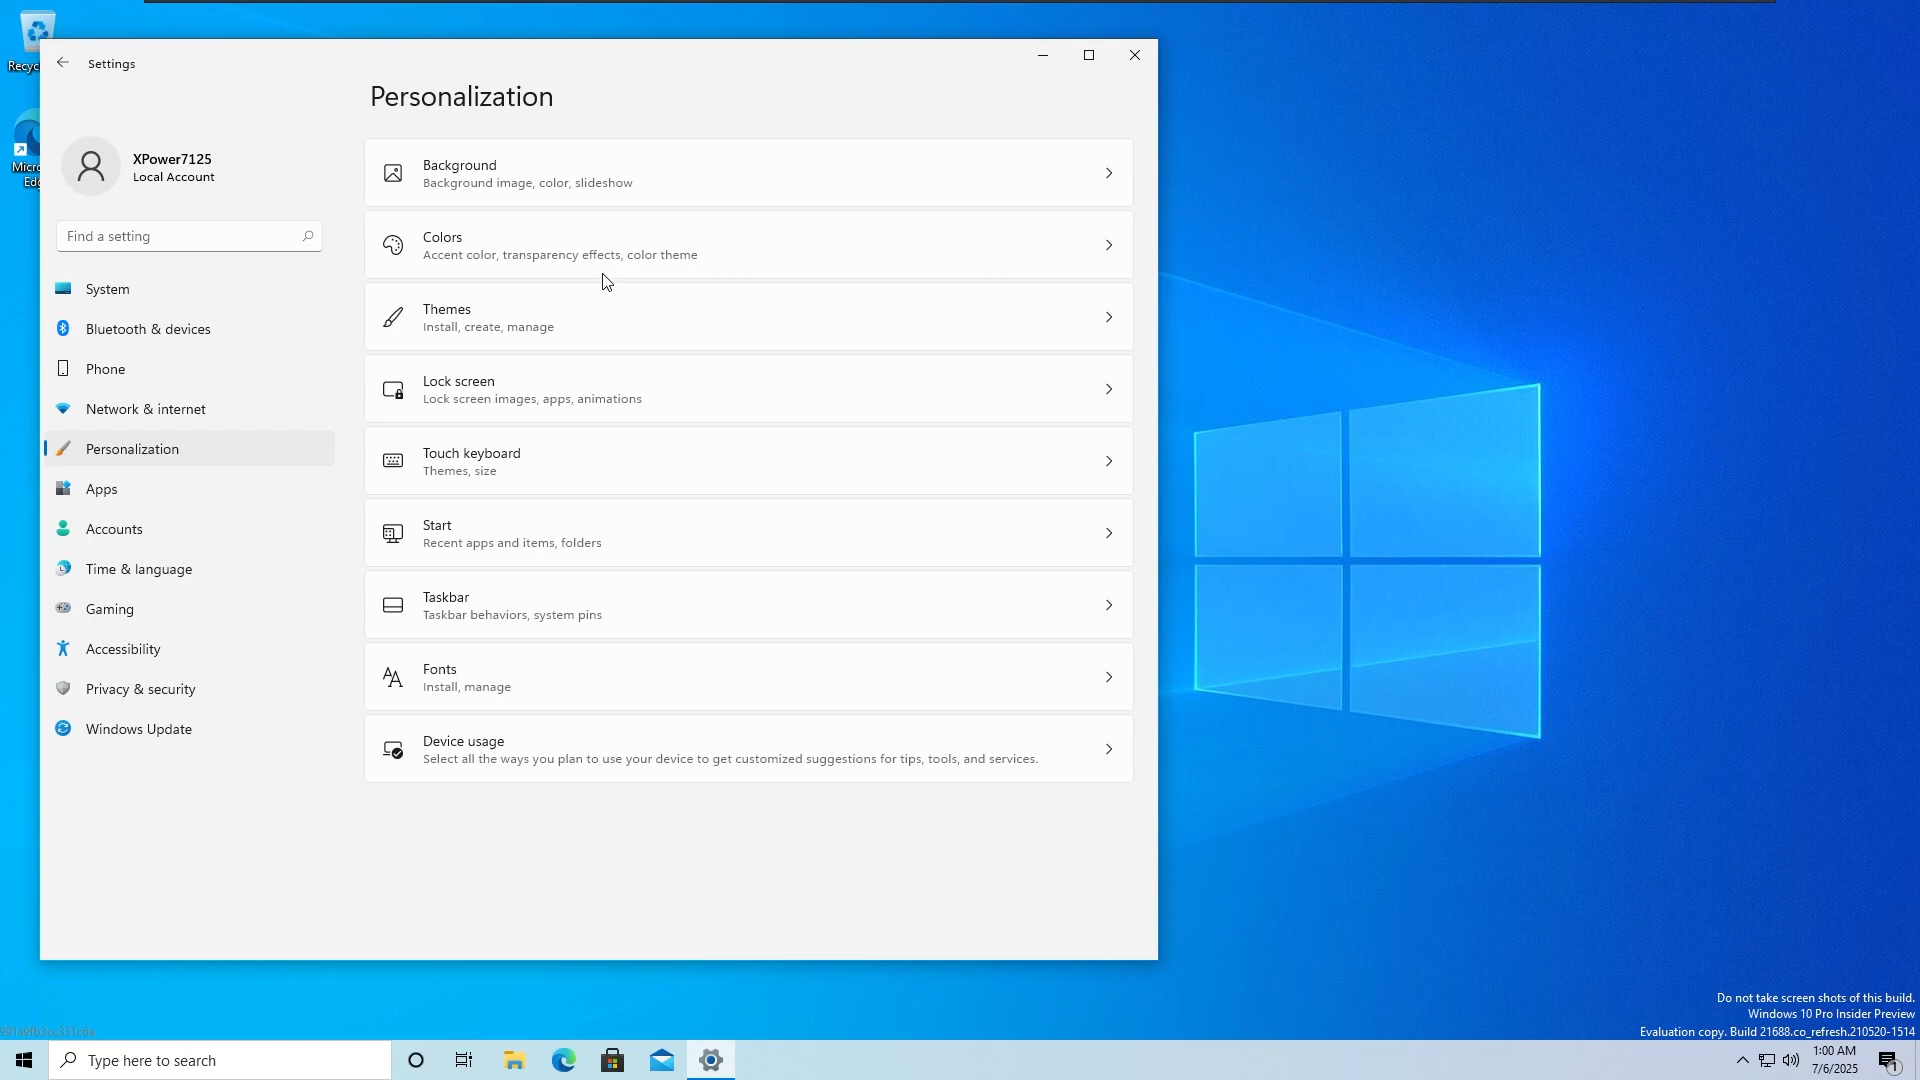 Recyc
Micro
Edg
Settings
Personalization
XPower7125
Local Account
Find a setting
System
Bluetooth & devices
Phone
Network & internet
Personalization
Apps
Accounts
Time & language
Gaming
Accessibility
Privacy & security
Windows Update
Background
Background image, color, slideshow
Colors
Accent color, transparency effects, color theme
Themes
Install, create, manage
Lock screen
Lock screen images, apps, animations
Touch keyboard
Themes, size
Start
Recent apps and items, folders
Taskbar
Taskbar behaviors, system pins
Fonts
Install, manage
Device usage
Select all the ways you plan to use your device to get customized suggestions for tips, tools, and services.
Do not take screen shots of this build.
Windows 10 Pro Insider Preview
Evaluation copy. Build 21688.co_refresh.210520-1514
Type here to search
1:00 AM
7/6/2025
1